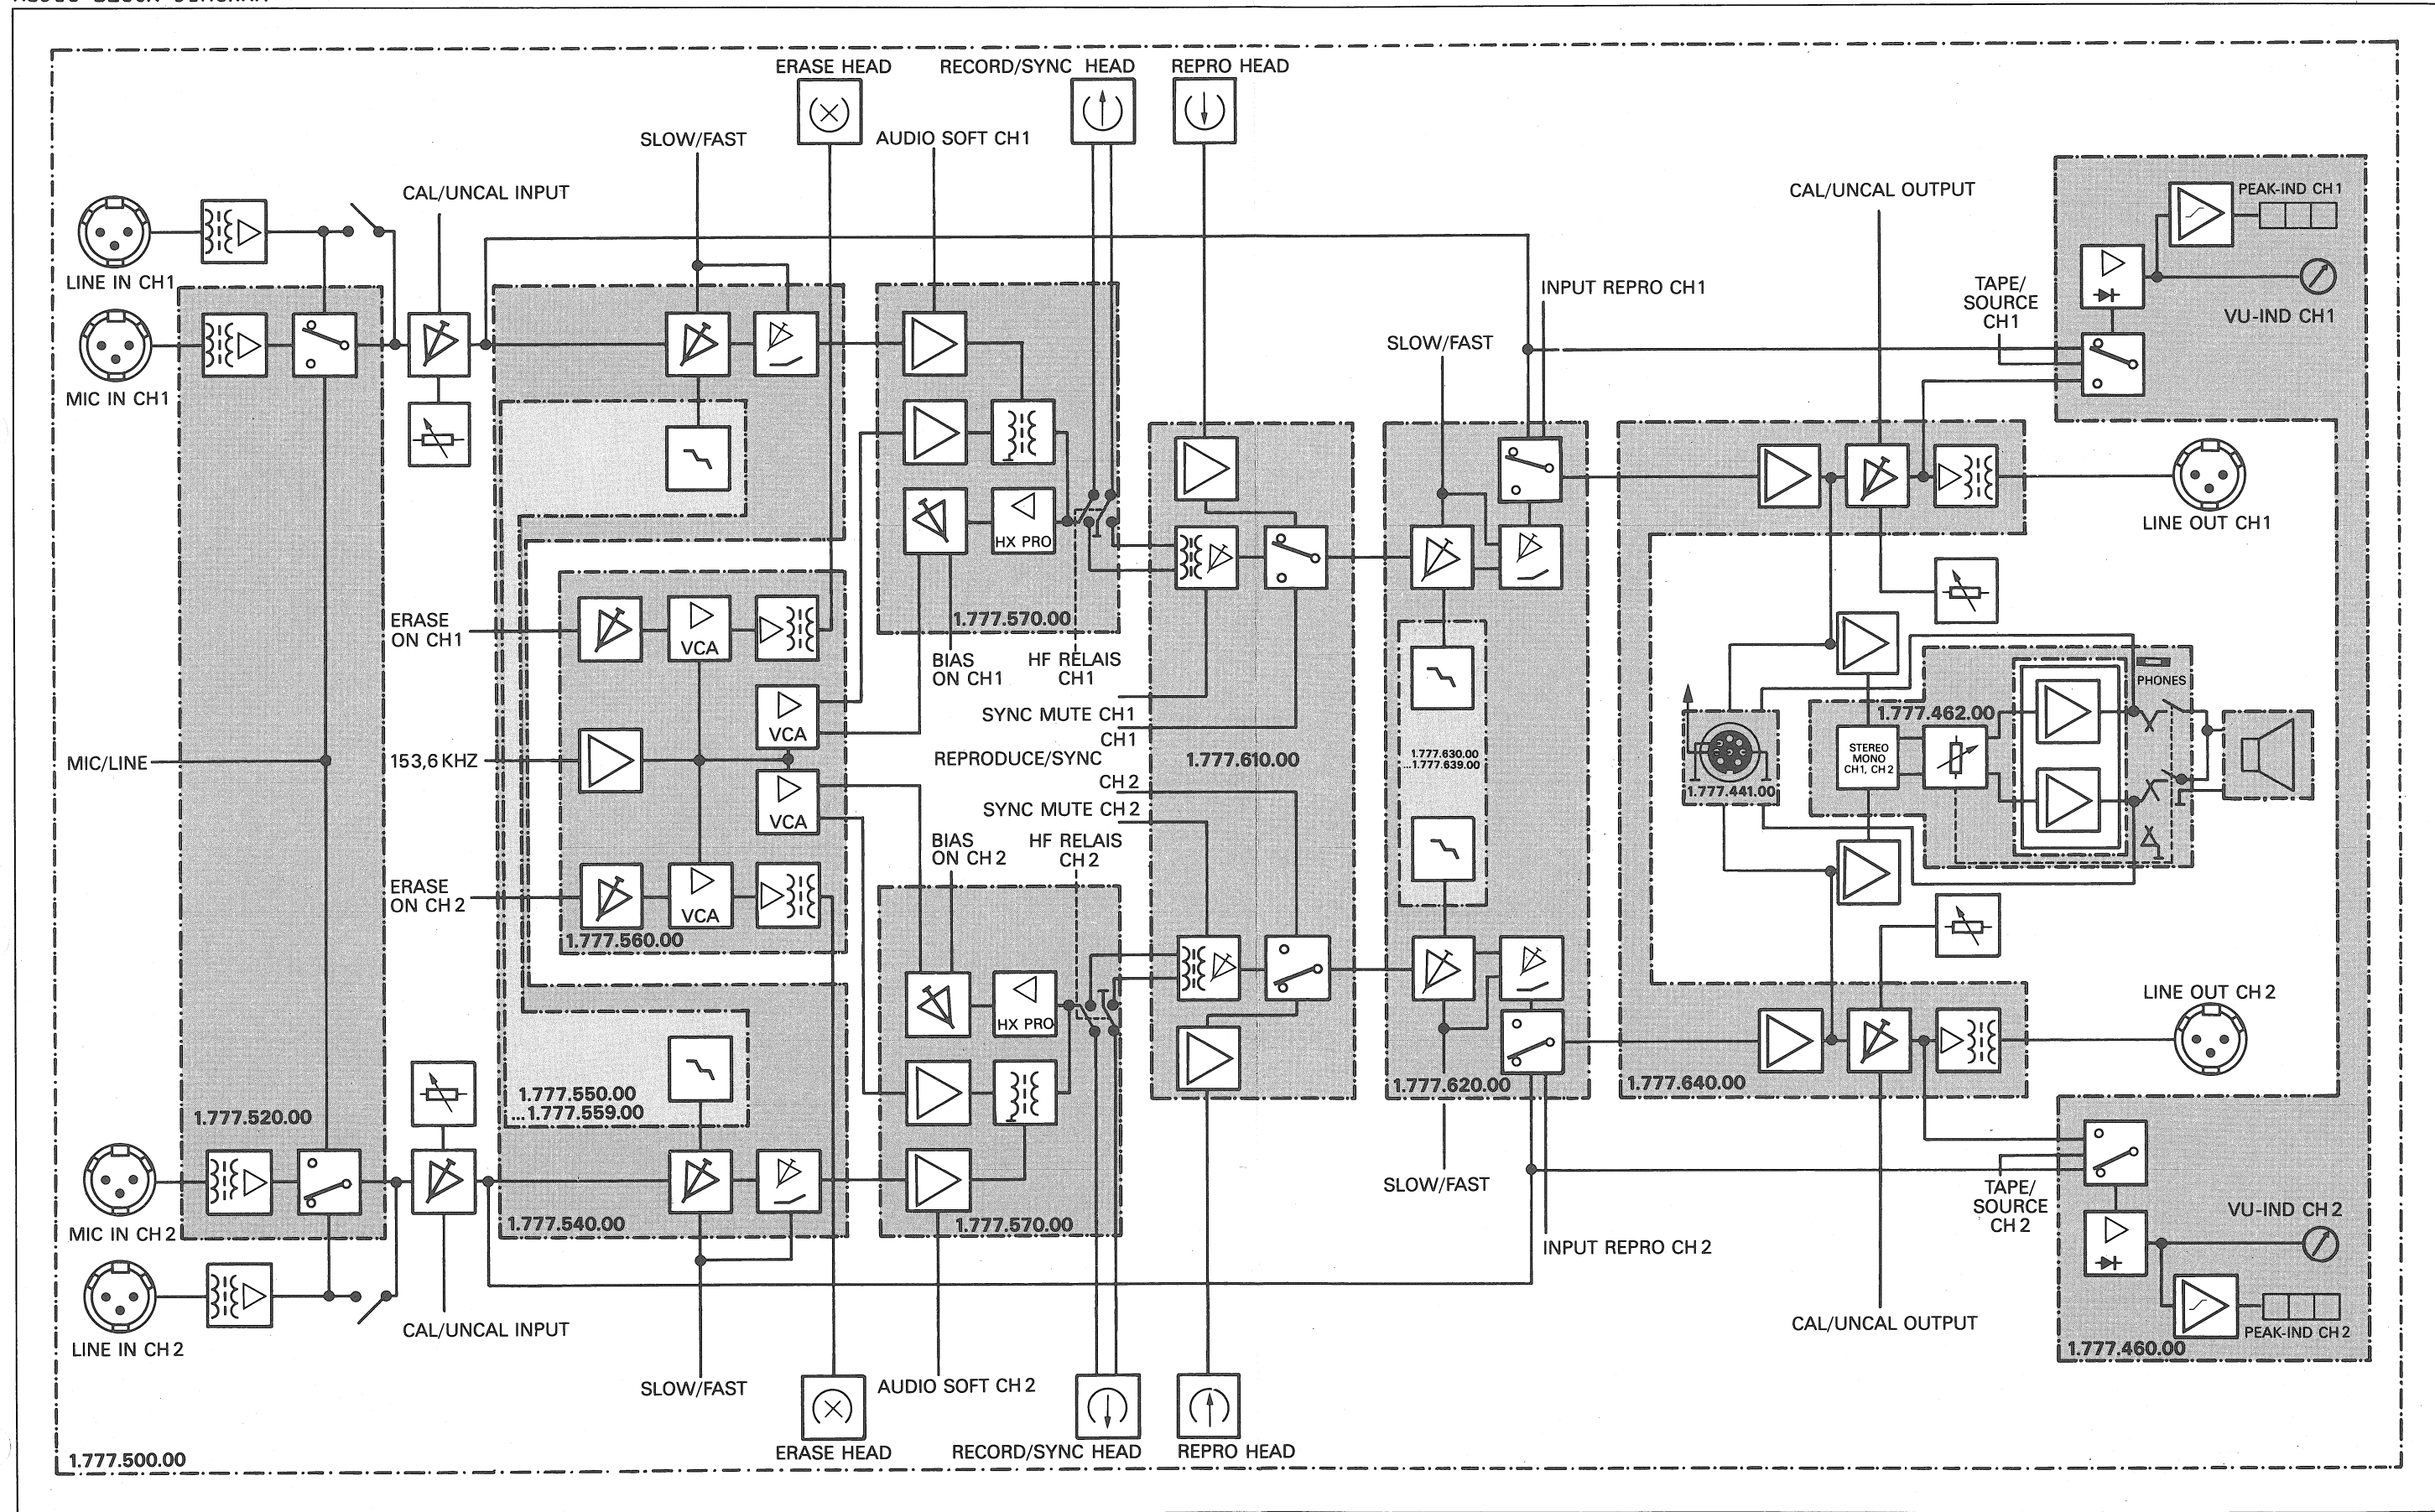 AUDIO BLOCK DIAGRAM
ERASE HEAD
RECORD/SYNC HEAD
REPRO HEAD
SLOW/FAST
AUDIO SOFT CH1
CAL/UNCAL INPUT
CAL/UNCAL OUTPUT
PEAK-IND CH1
LINE IN CH1
INPUT REPRO CH1
TAPE/
SOURCE
CH1
VU-IND CH1
SLOW/FAST
MIC IN CH1
LINE OUT CH1
HX PRO
ERASE
ON CH1
VCA
1.777.570.00
BIAS
ON CH1
HF RELAIS
CH1
PHONES
SYNC MUTE CH1
1.777.462.00
VCA
CH1
MIC/LINE
153,6 KHZ
REPRODUCE/SYNC
1.777.610.00
1.777.630.00
...1.777.639.00
STEREO
MONO
CH1, CH2
1.777.441.00
CH2
VCA
SYNC MUTE CH2
BIAS
ON CH2
HF RELAIS
CH2
ERASE
ON CH2
VCA
1.777.560.00
LINE OUT CH2
HX PRO
1.777.550.00
...1.777.559.00
1.777.620.00
1.777.640.00
1.777.520.00
SLOW/FAST
TAPE/
SOURCE
CH2
VU-IND CH2
MIC IN CH2
1.777.540.00
1.777.570.00
INPUT REPRO CH2
CAL/UNCAL INPUT
CAL/UNCAL OUTPUT
PEAK-IND CH2
LINE IN CH2
1.777.460.00
SLOW/FAST
AUDIO SOFT CH2
ERASE HEAD
RECORD/SYNC HEAD
REPRO HEAD
1.777.500.00